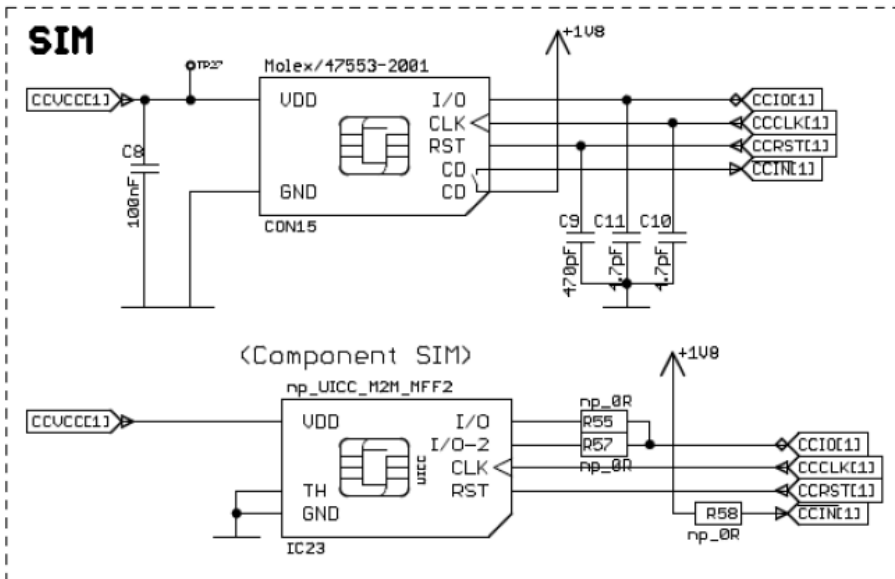 SIM
+1V8
TP27
Molex/47553-2001
CCVCC[1]
VDD
I/O
CCIO[1]
CLK
CCCLK[1]
RST
CCRST[1]
C8
CD
CCIN[1]
GND
CD
100nF
CON15
C9 C11 C10
470pF
4.7pF
4.7pF
(Component SIM)
+1V8
np_UICC_M2M_MFF2
np_0R
CCVCC[1]
VDD
I/O
R55
I/O-2
R57
CCIO[1]
UICC
CLK
np_0R
CCCLK[1]
TH
RST
CCRST[1]
GND
R58
CCIN[1]
IC23
np_0R